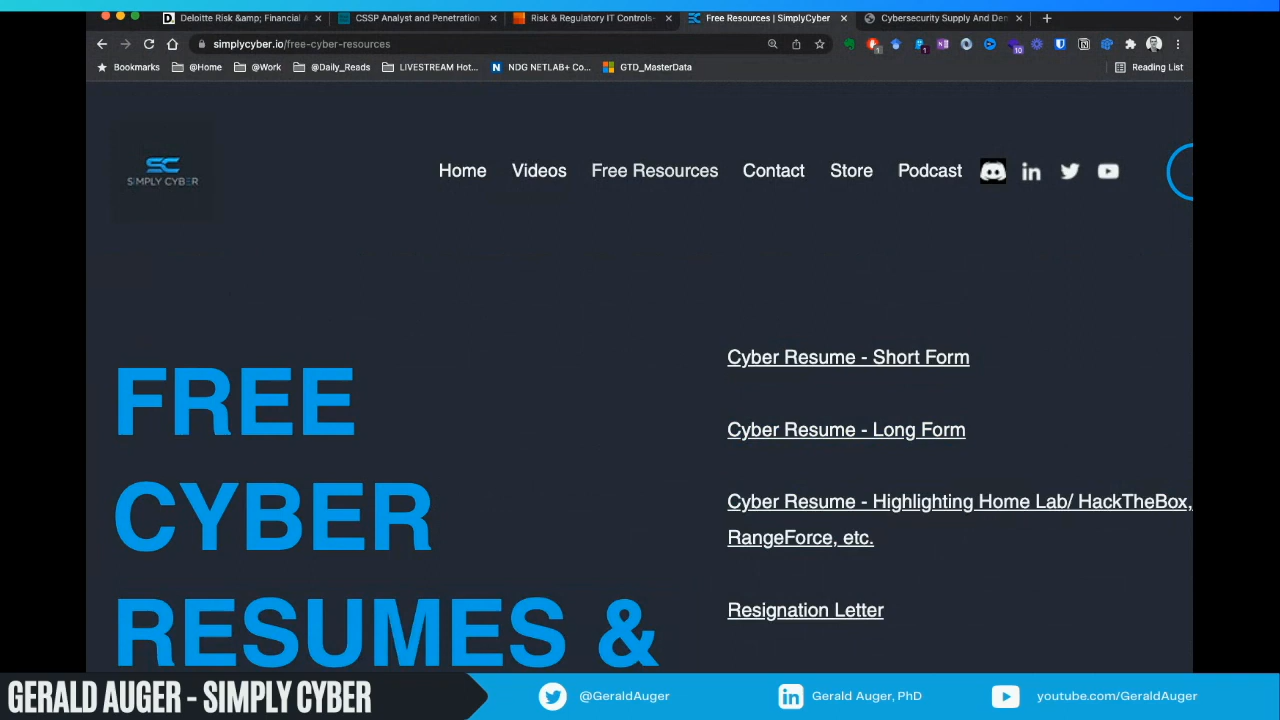 Deloitte Risk &amp; Financial A
CSSP Analyst and Penetration
Risk & Regulatory IT Controls-
Free Resources | SimplyCyber
Cybersecurity Supply And Den
simplycyber.io/free-cyber-resources
Bookmarks @Home @Work @Daily_Reads LIVESTREAM Hot... NDG NETLAB+ Co... GTD_MasterData Reading List
SC
SIMPLY CYBER
Home Videos Free Resources Contact Store Podcast
FREE
CYBER
RESUMES &
Cyber Resume - Short Form
Cyber Resume - Long Form
Cyber Resume - Highlighting Home Lab/ HackTheBox,
RangeForce, etc.
Resignation Letter
GERALD AUGER - SIMPLY CYBER
@GeraldAuger
Gerald Auger, PhD
youtube.com/GeraldAuger